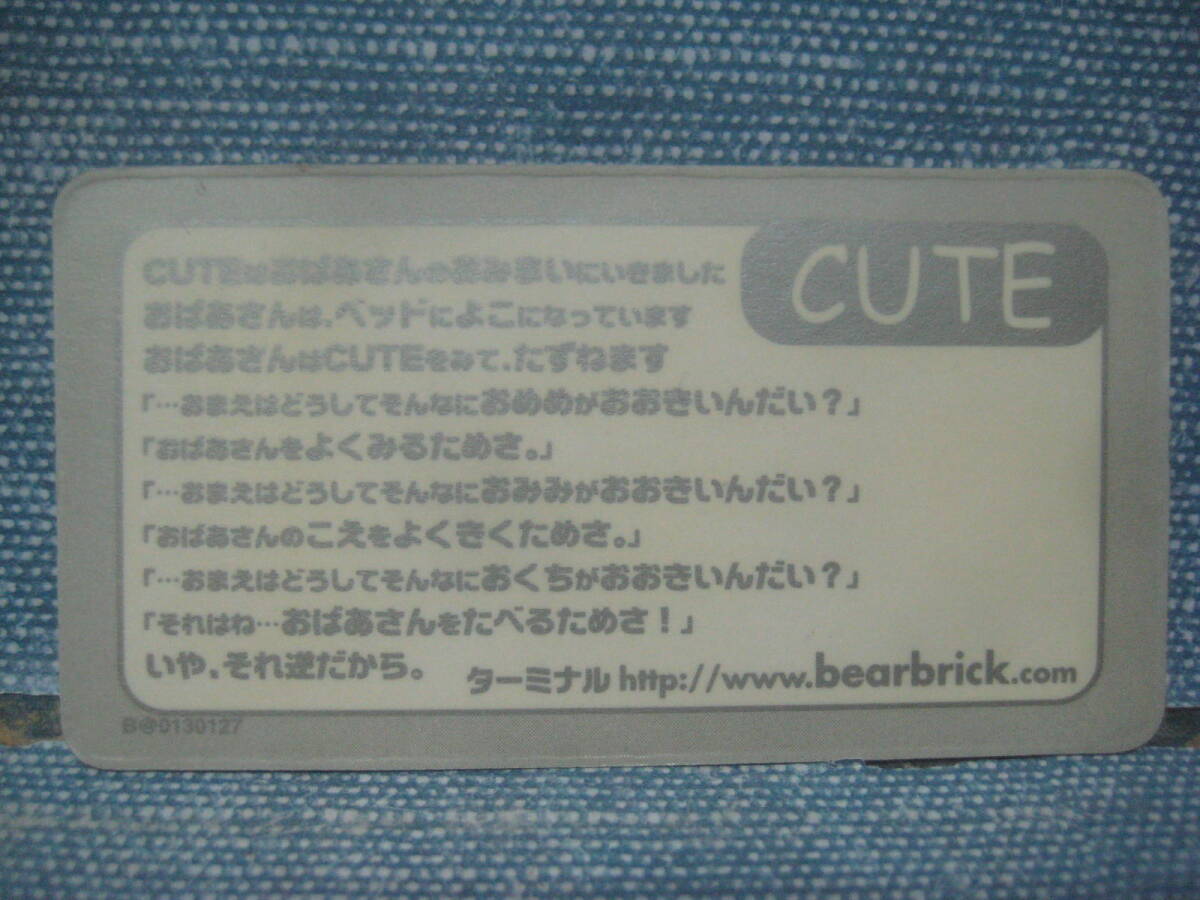 CUTE
CUTEはおばあさんのおみまいにいきました
おばあさんは、ベッドによこになっています
おばあさんはCUTEをみて、たずねます
「…おまえはどうしてそんなにおめめがおおきいんだい？」
「おばあさんをよくみるためさ。」
「…おまえはどうしてそんなにおみみがおおきいんだい？」
「おばあさんのこえをよくきくためさ。」
「…おまえはどうしてそんなにおくちがおおきいんだい？」
「それはね…おばあさんをたべるためさ！」
いや、それ逆だから。
ターミナル http://www.bearbrick.com
B@9130127